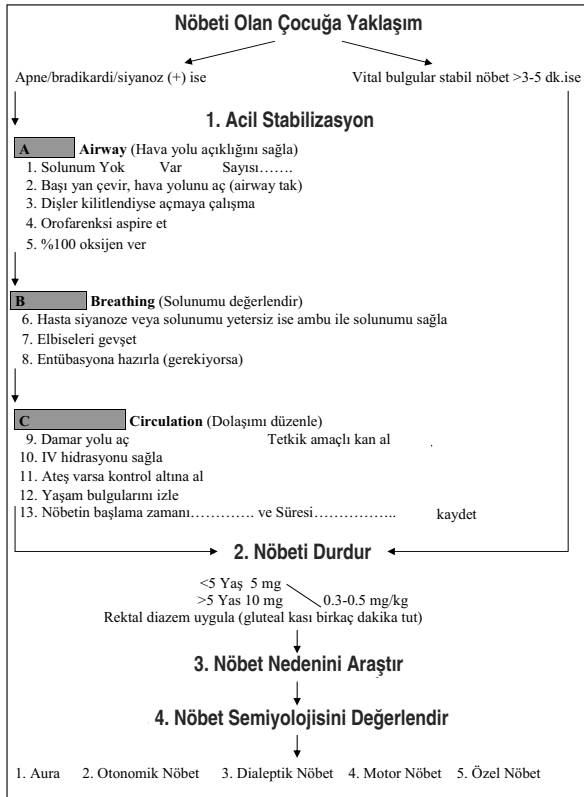 Nöbeti Olan Çocuğa Yaklaşım
Apne/bradikardi/siyanoz (+) ise Vital bulgular stabil nöbet >3-5 dk.ise
1. Acil Stabilizasyon
A Airway (Hava yolu açıklığını sağla)
1. Solunum Yok Var Sayısı…….
2. Başı yan çevir, hava yolunu aç (airway tak)
3. Dişler kilitlendiyse açmaya çalışma
4. Orofarenksi aspire et
5. %100 oksijen ver
B Breathing (Solunumu değerlendir)
6. Hasta siyanoze veya solunumu yetersiz ise ambu ile solunumu sağla
7. Elbiseleri gevşet
8. Entübasyona hazırla (gerekiyorsa)
C Circulation (Dolaşımı düzenle)
9. Damar yolu aç Tetkik amaçlı kan al .
10. IV hidrasyonu sağla
11. Ateş varsa kontrol altına al
12. Yaşam bulgularını izle
13. Nöbetin başlama zamanı…………. ve Süresi…………….. kaydet
2. Nöbeti Durdur
<5 Yaş 5 mg
>5 Yas 10 mg 0.3-0.5 mg/kg
Rektal diazem uygula (gluteal kası birkaç dakika tut)
3. Nöbet Nedenini Araştır
4. Nöbet Semiyolojisini Değerlendir
1. Aura 2. Otonomik Nöbet 3. Dialeptik Nöbet 4. Motor Nöbet 5. Özel Nöbet